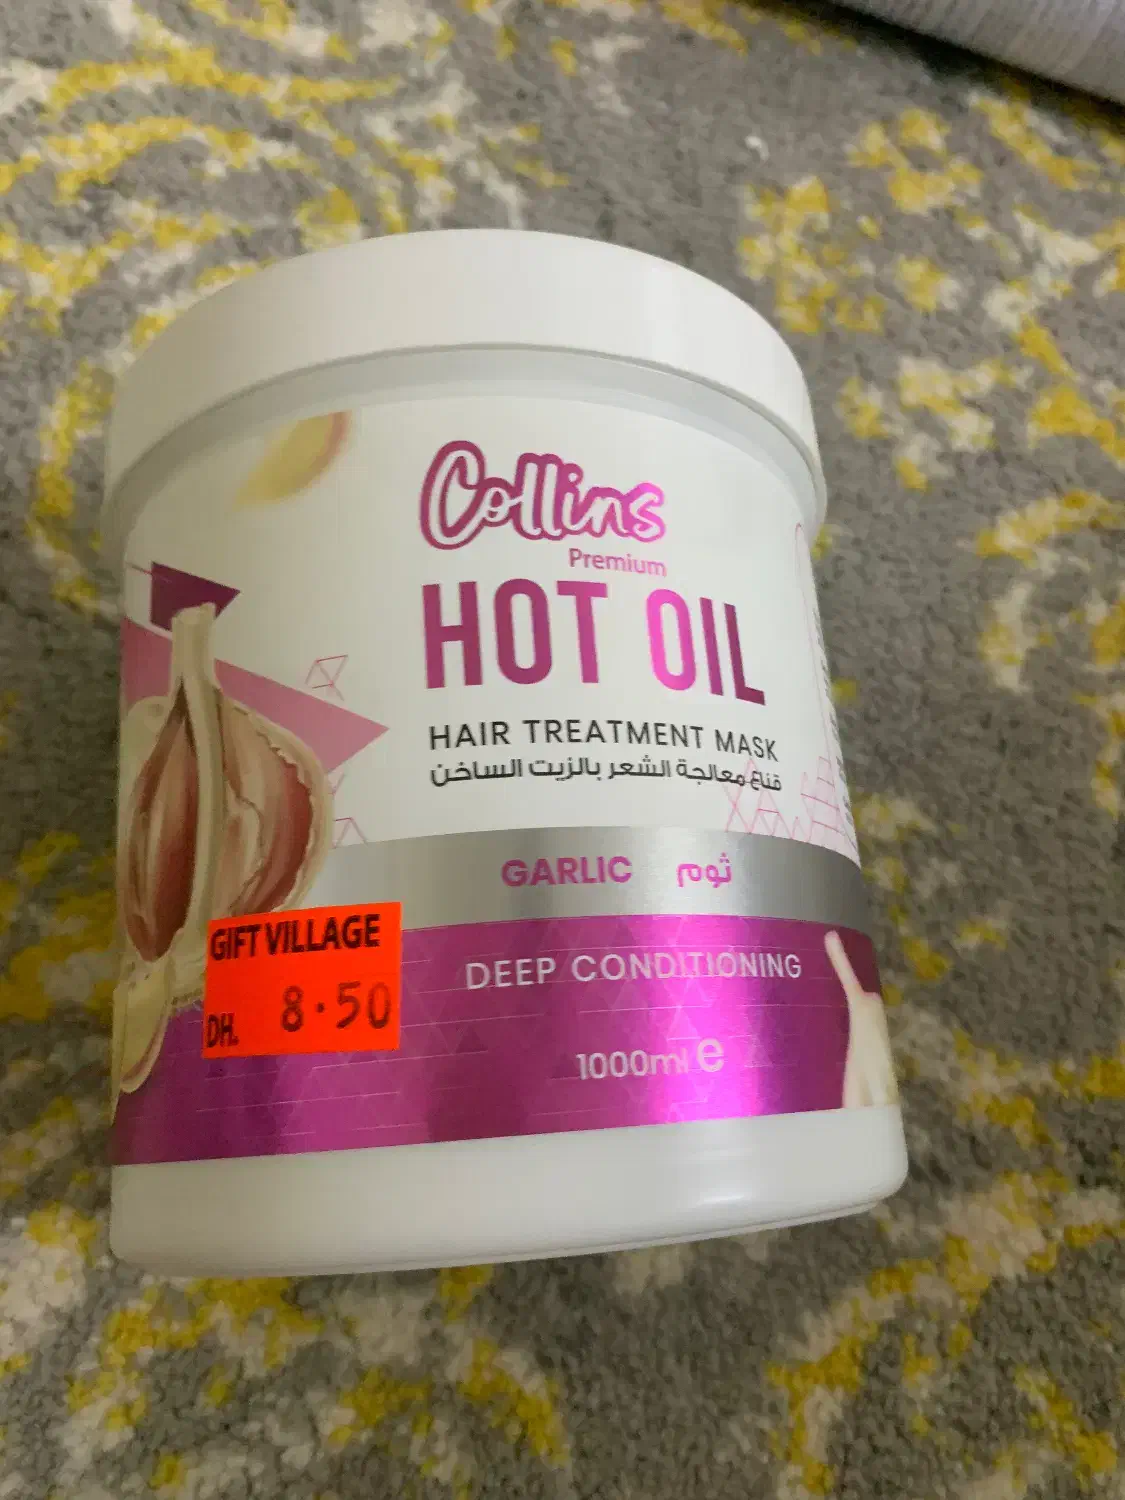 Collins
Premium
HOT OIL
HAIR TREATMENT MASK
قناع معالجة الشعر بالزيت الساخن
GARLIC ثوم
GIFT VILLAGE
DH. 8.50
DEEP CONDITIONING
1000ml e